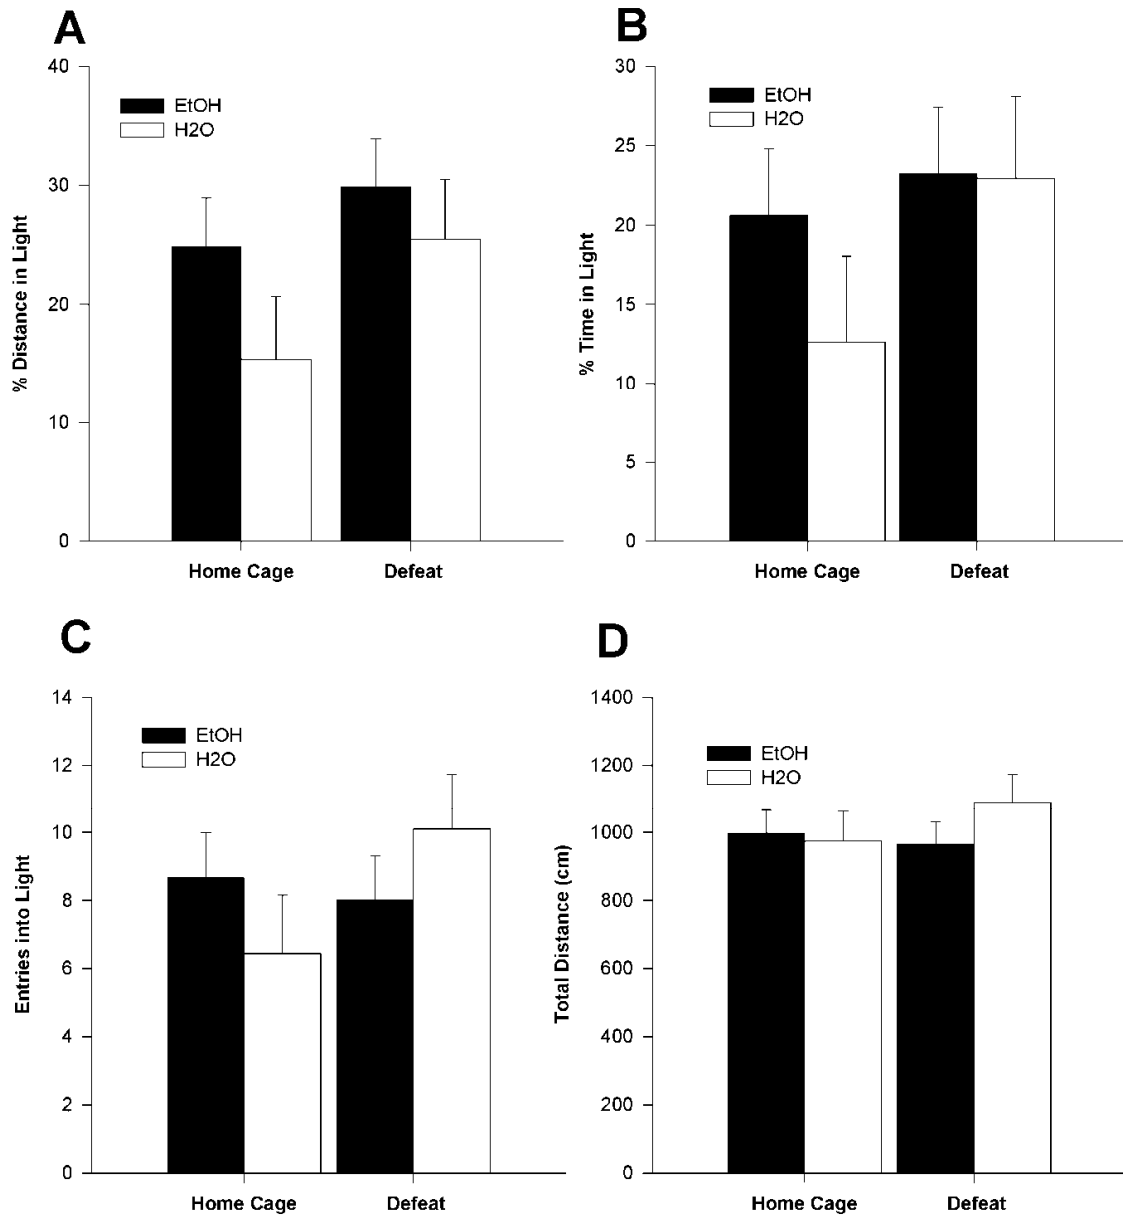 A
% Distance in Light
40
30
20
10
0
EtOH
H2O
Home Cage
Defeat
B
% Time in Light
30
25
20
15
10
5
0
EtOH
H2O
Home Cage
Defeat
C
Entries into Light
14
12
10
8
6
4
2
0
EtOH
H2O
Home Cage
Defeat
D
Total Distance (cm)
1400
1200
1000
800
600
400
200
0
EtOH
H2O
Home Cage
Defeat